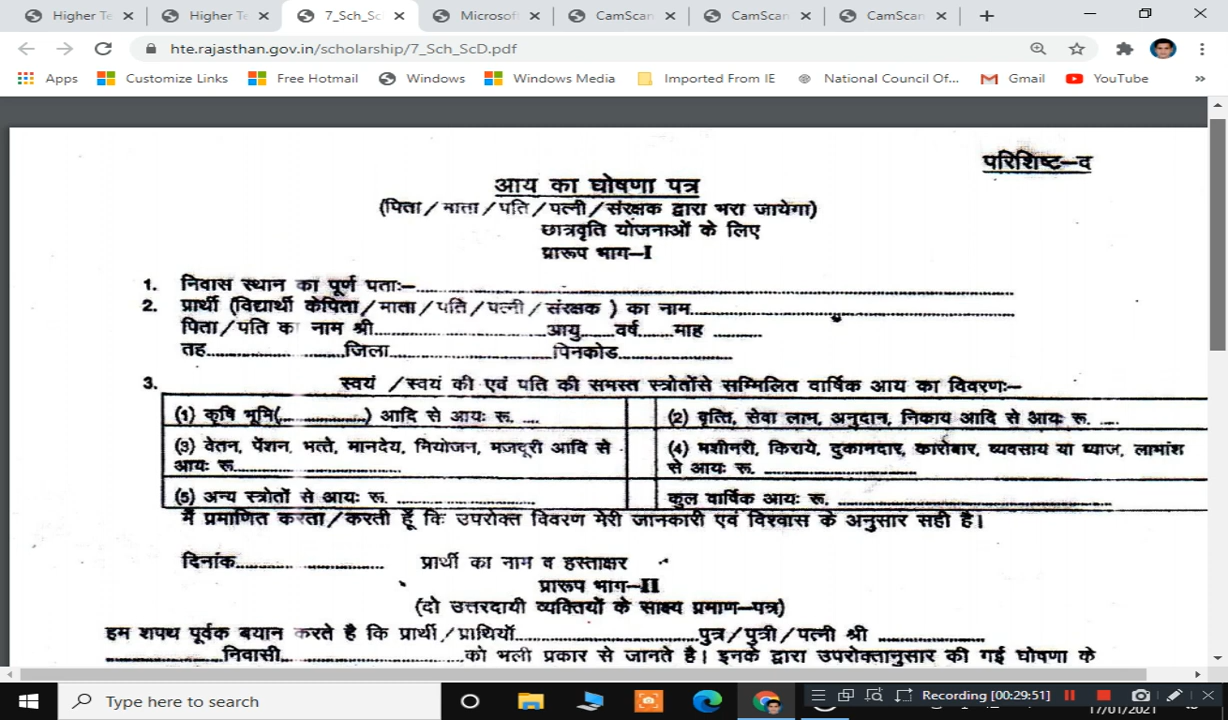 Higher Te
Higher Te
7_Sch_Sc
Microsof
CamScan
CamScan
CamScan
hte.rajasthan.gov.in/scholarship/7_Sch_ScD.pdf
Apps
Customize Links
Free Hotmail
Windows
Windows Media
Imported From IE
National Council Of...
Gmail
YouTube
परिशिष्ट–द
आय का घोषणा पत्र
(पिता/माता/पति/पत्नी/संरक्षक द्वारा भरा जायेगा)
छात्रवृति योजनाओं के लिए
प्रारूप भाग–I
1. निवास स्थान का पूर्ण पताः–
2. प्रार्थी (विद्यार्थी केपिता/माता/पति/पत्नी/संरक्षक ) का नाम
पिता/पति का नाम श्री आयु वर्ष माह
तह जिला पिनकोड
3. स्वयं /स्वयं की एवं पति की समस्त स्त्रोतोंसे सम्मिलित वार्षिक आय का विवरणः–
(1) कृषि भूमि( ) आदि से आयः रू.
(2) वृत्ति, सेवा लाभ, अनुदान, निकाय आदि से आयः रू.
(3) वेतन, पेंशन, भत्ते, मानदेय, नियोजन, मजदूरी आदि से
आयः रू.
(4) मशीनरी, किराये, दुकानदार, कारोबार, व्यवसाय या ब्याज, लाभांश
से आयः रू.
(5) अन्य स्त्रोतों से आयः रू.
कुल वार्षिक आयः रू.
मैं प्रमाणित करता/करती हूँ किः उपरोक्त विवरण मेरी जानकारी एवं विश्वास के अनुसार सही है।
दिनांक प्रार्थी का नाम व हस्ताक्षर
प्रारूप भाग–II
(दो उत्तरदायी व्यक्तियों के साक्ष्य प्रमाण–पत्र)
हम शपथ पूर्वक बयान करते है कि प्रार्थी/प्राथियॉ पुत्र/पुत्री/पत्नी श्री
निवासी को भली प्रकार से जानते है। इनके द्वारा उपरोक्तानुसार की गई घोषणा के
Type here to search
Recording [00:29:51]
17/01/2021